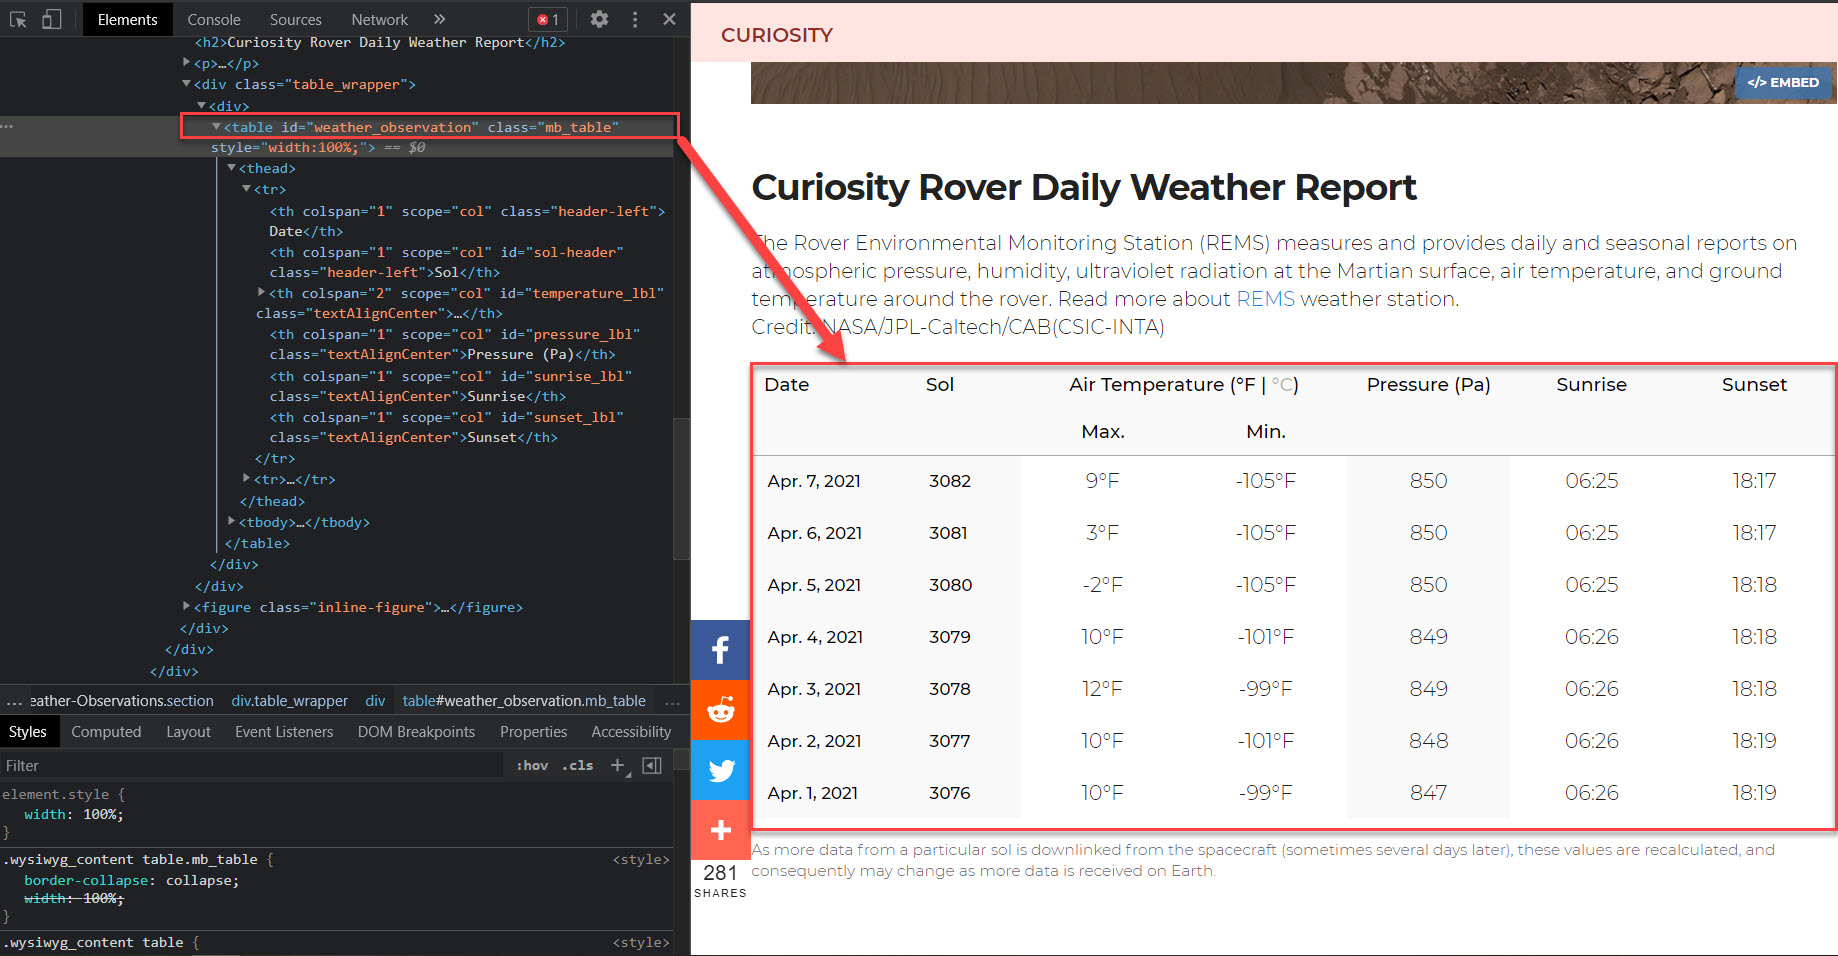 Elements Console Sources Network » 1
<h2>Curiosity Rover Daily Weather Report</h2>
<p>…</p>
<div class="table_wrapper">
<div>
<table id="weather_observation" class="mb_table"
style="width:100%;"> == $0
<thead>
<tr>
<th colspan="1" scope="col" class="header-left">
Date</th>
<th colspan="1" scope="col" id="sol-header"
class="header-left">Sol</th>
<th colspan="2" scope="col" id="temperature_lbl"
class="textAlignCenter">…</th>
<th colspan="1" scope="col" id="pressure_lbl"
class="textAlignCenter">Pressure (Pa)</th>
<th colspan="1" scope="col" id="sunrise_lbl"
class="textAlignCenter">Sunrise</th>
<th colspan="1" scope="col" id="sunset_lbl"
class="textAlignCenter">Sunset</th>
</tr>
<tr>…</tr>
</thead>
<tbody>…</tbody>
</table>
</div>
</div>
<figure class="inline-figure">…</figure>
</div>
</div>
</div>
... eather-Observations.section div.table_wrapper div table#weather_observation.mb_table ...
Styles Computed Layout Event Listeners DOM Breakpoints Properties Accessibility
Filter :hov .cls +
element.style {
width: 100%;
}
.wysiwyg_content table.mb_table { <style>
border-collapse: collapse;
width: 100%;
}
.wysiwyg_content table { <style>
CURIOSITY
</> EMBED
Curiosity Rover Daily Weather Report
The Rover Environmental Monitoring Station (REMS) measures and provides daily and seasonal reports on
atmospheric pressure, humidity, ultraviolet radiation at the Martian surface, air temperature, and ground
temperature around the rover. Read more about REMS weather station.
Credit: NASA/JPL-Caltech/CAB(CSIC-INTA)
Date Sol Air Temperature (°F | °C) Pressure (Pa) Sunrise Sunset
Max. Min.
Apr. 7, 2021 3082 9°F -105°F 850 06:25 18:17
Apr. 6, 2021 3081 3°F -105°F 850 06:25 18:17
Apr. 5, 2021 3080 -2°F -105°F 850 06:25 18:18
Apr. 4, 2021 3079 10°F -101°F 849 06:26 18:18
Apr. 3, 2021 3078 12°F -99°F 849 06:26 18:18
Apr. 2, 2021 3077 10°F -101°F 848 06:26 18:19
Apr. 1, 2021 3076 10°F -99°F 847 06:26 18:19
As more data from a particular sol is downlinked from the spacecraft (sometimes several days later), these values are recalculated, and
consequently may change as more data is received on Earth.
281
SHARES